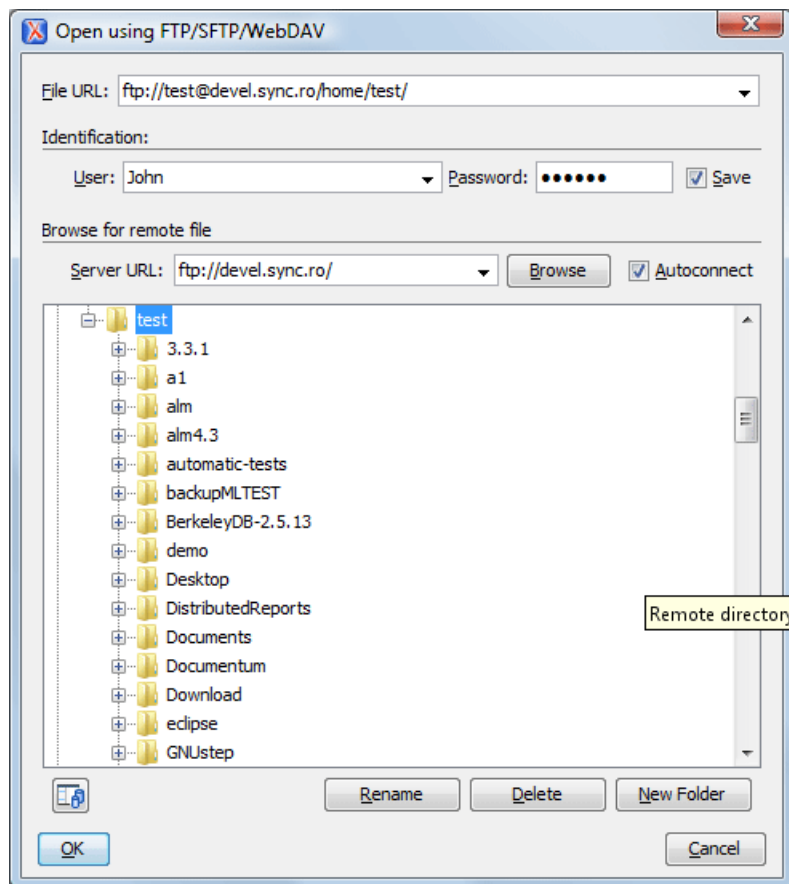 Open using FTP/SFTP/WebDAV
File URL: ftp://test@devel.sync.ro/home/test/
Identification:
User: John Password: ●●●●●● Save
Browse for remote file
Server URL: ftp://devel.sync.ro/ Browse Autoconnect
test
3.3.1
a1
alm
alm4.3
automatic-tests
backupMLTEST
BerkeleyDB-2.5.13
demo
Desktop
DistributedReports
Remote directory
Documents
Documentum
Download
eclipse
GNUstep
Rename Delete New Folder
OK Cancel